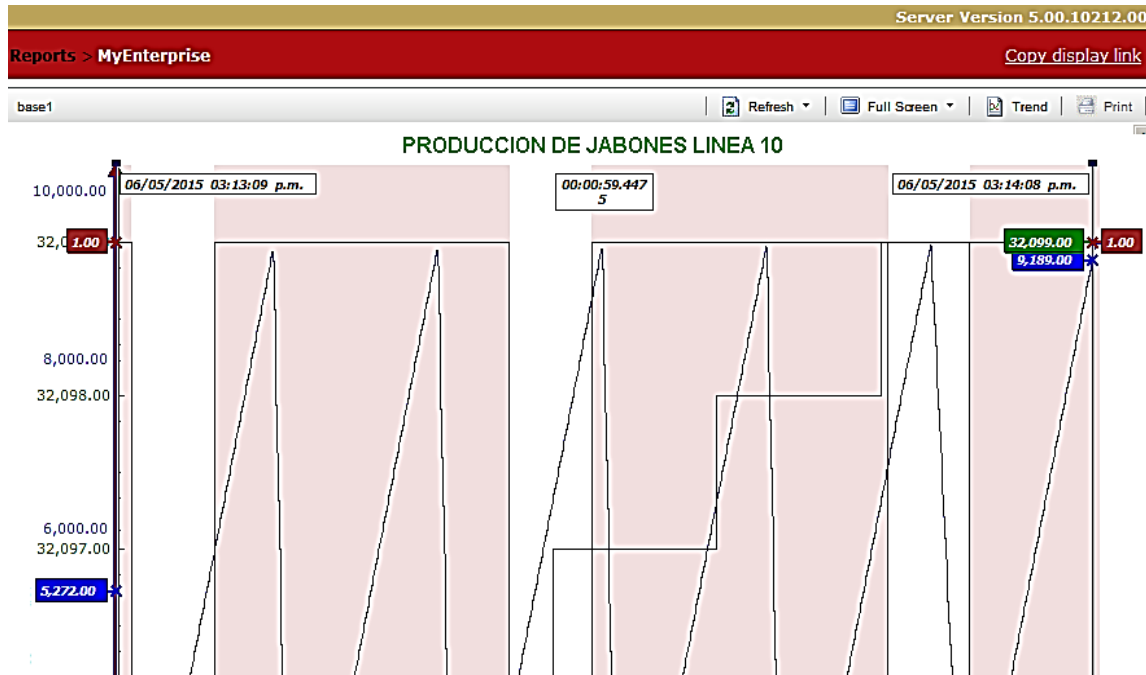 Server Version 5.00.10212.00
Reports > MyEnterprise
Copy display link
base1
Refresh
Full Screen
Trend
Print
PRODUCCION DE JABONES LINEA 10
06/05/2015 03:13:09 p.m.
00:00:59.447
5
06/05/2015 03:14:08 p.m.
10,000.00
1.00
32,099.00
1.00
9,189.00
8,000.00
32,098.00
6,000.00
32,097.00
5,272.00